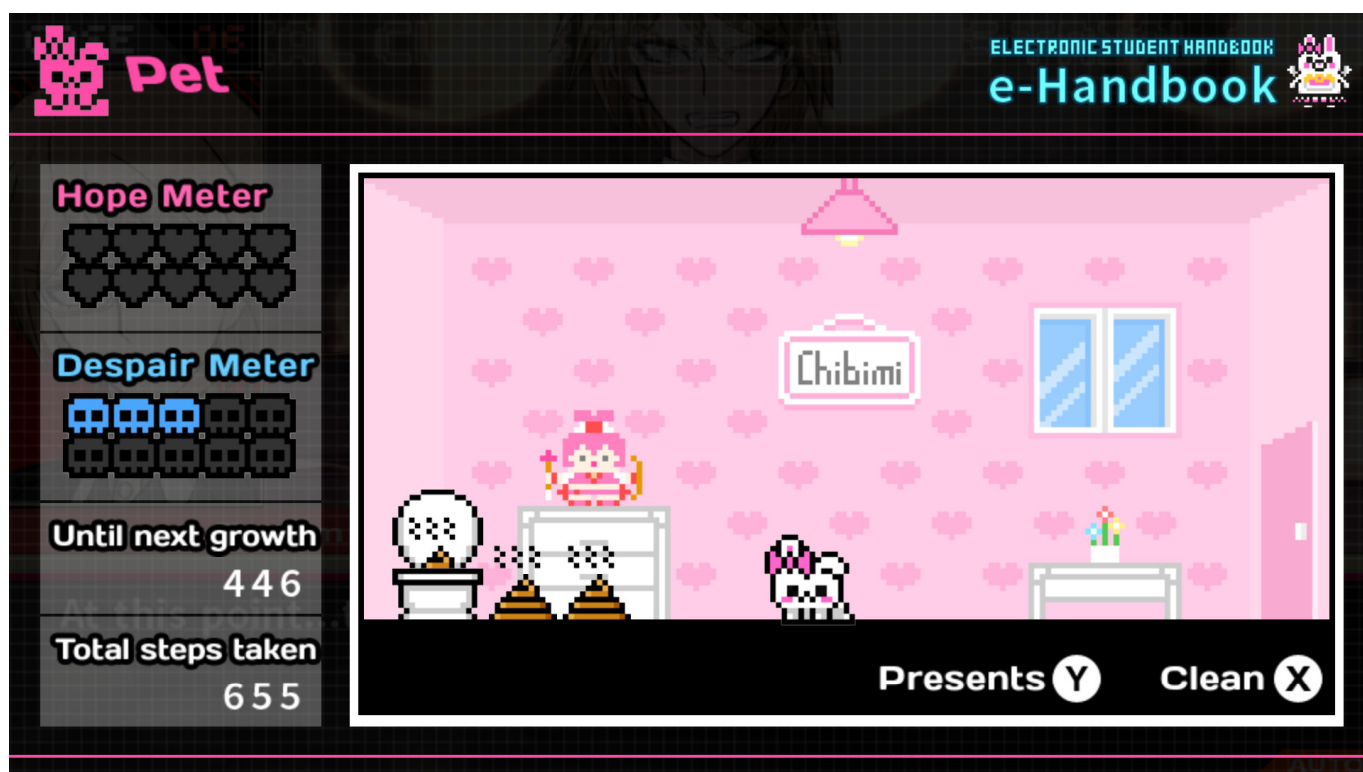 Pet
ELECTRONIC STUDENT HANDBOOK
e-Handbook
Hope Meter
Despair Meter
Until next growth
446
Total steps taken
655
Chibimi
Presents Y
Clean X
AUTO